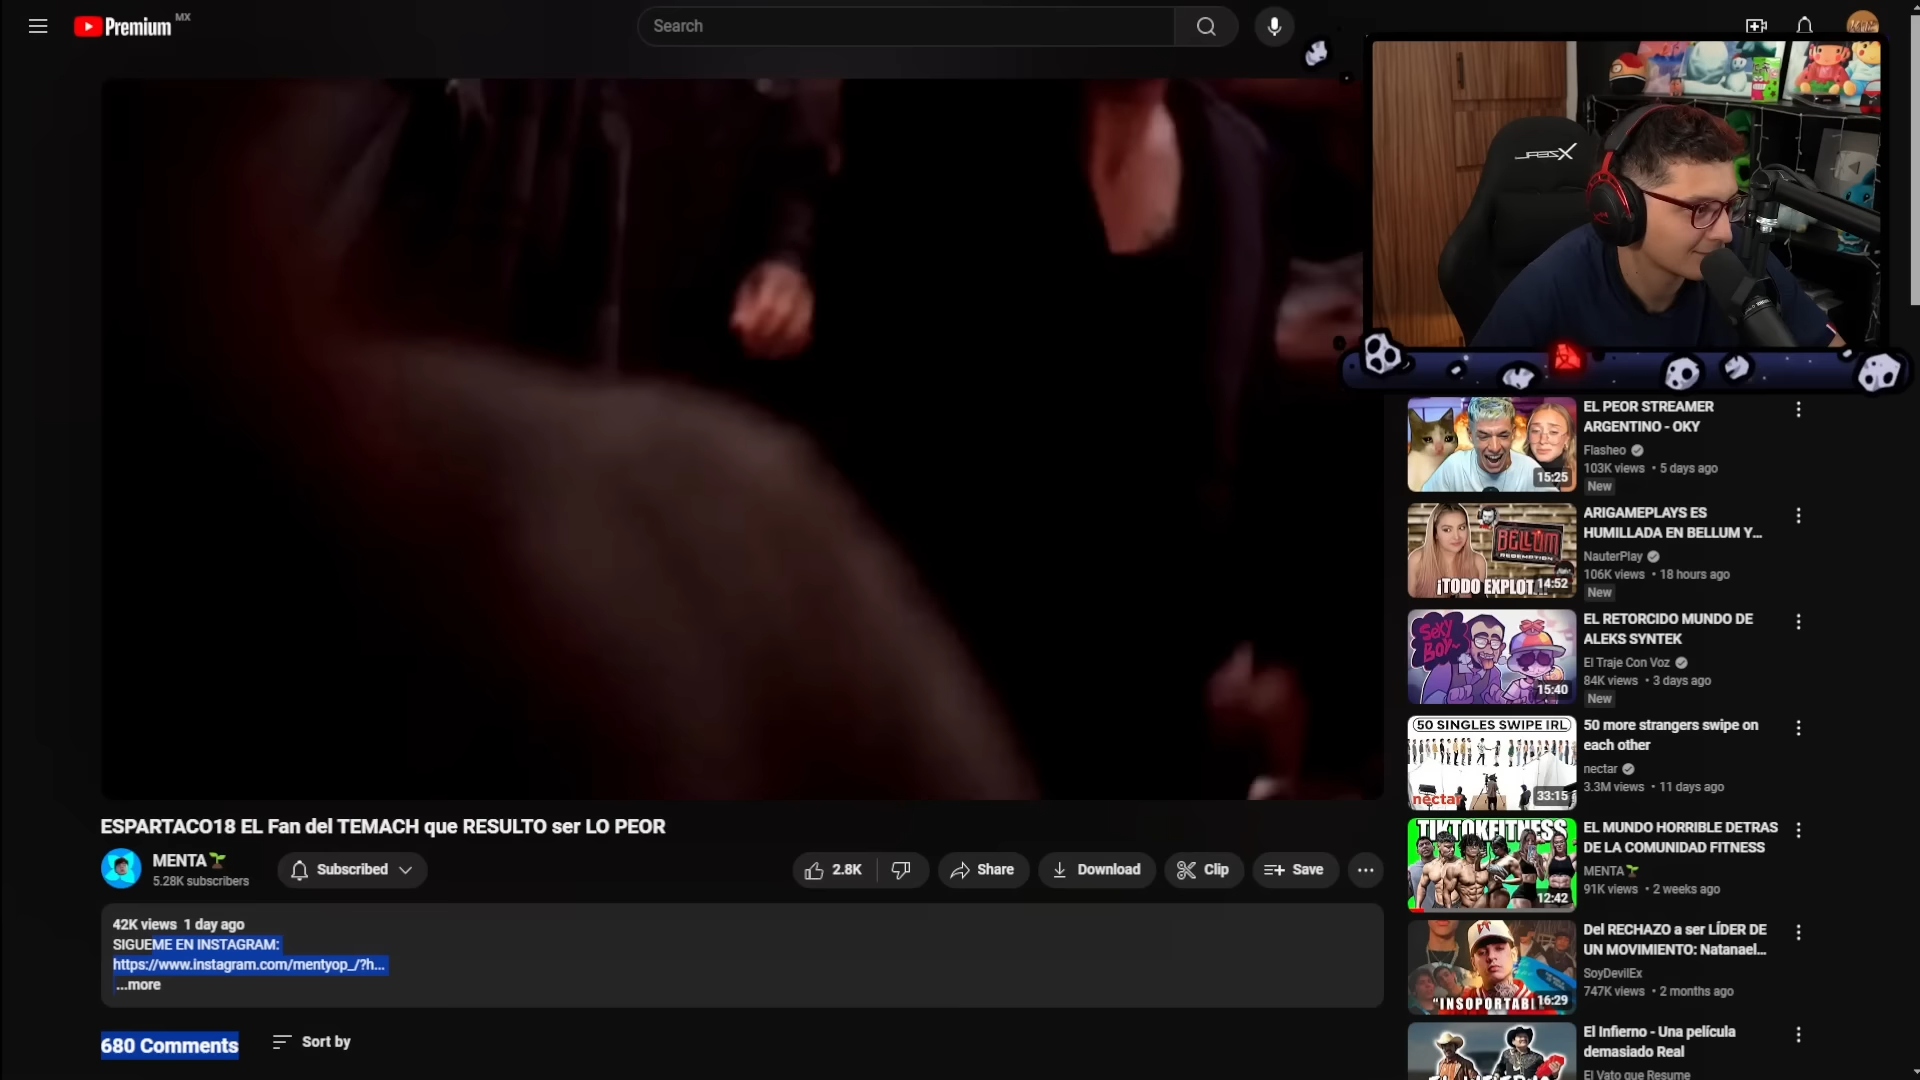 Premium MX
Search
ESPARTACO18 EL Fan del TEMACH que RESULTO ser LO PEOR
MENTA
5.28K subscribers
Subscribed
2.8K
Share
Download
Clip
Save
42K views 1 day ago
SIGUEME EN INSTAGRAM:
https://www.instagram.com/mentyop_/?h...
...more
680 Comments
Sort by
15:25
EL PEOR STREAMER
ARGENTINO - OKY
Flasheo
103K views • 5 days ago
New
BELLUM
REDEMPTION
¡TODO EXPLOT...
14:52
ARIGAMEPLAYS ES
HUMILLADA EN BELLUM Y...
NauterPlay
106K views • 18 hours ago
New
SEXY
BOY~
15:40
EL RETORCIDO MUNDO DE
ALEKS SYNTEK
El Traje Con Voz
84K views • 3 days ago
New
50 SINGLES SWIPE IRL
nectar
33:15
50 more strangers swipe on
each other
nectar
3.3M views • 11 days ago
TIKTOKFITNESS
12:42
EL MUNDO HORRIBLE DETRAS
DE LA COMUNIDAD FITNESS
MENTA
91K views • 2 weeks ago
"INSOPORTABL
16:29
Del RECHAZO a ser LÍDER DE
UN MOVIMIENTO: Natanael...
SoyDevilEx
747K views • 2 months ago
El Infierno - Una película
demasiado Real
El Vato que Resume